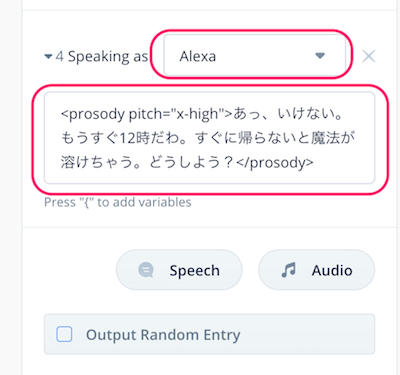 4 Speaking as Alexa
<prosody pitch="x-high">あっ、いけない。
もうすぐ12時だわ。すぐに帰らないと魔法が
溶けちゃう。どうしよう？</prosody>
Press "{" to add variables
Speech Audio
Output Random Entry